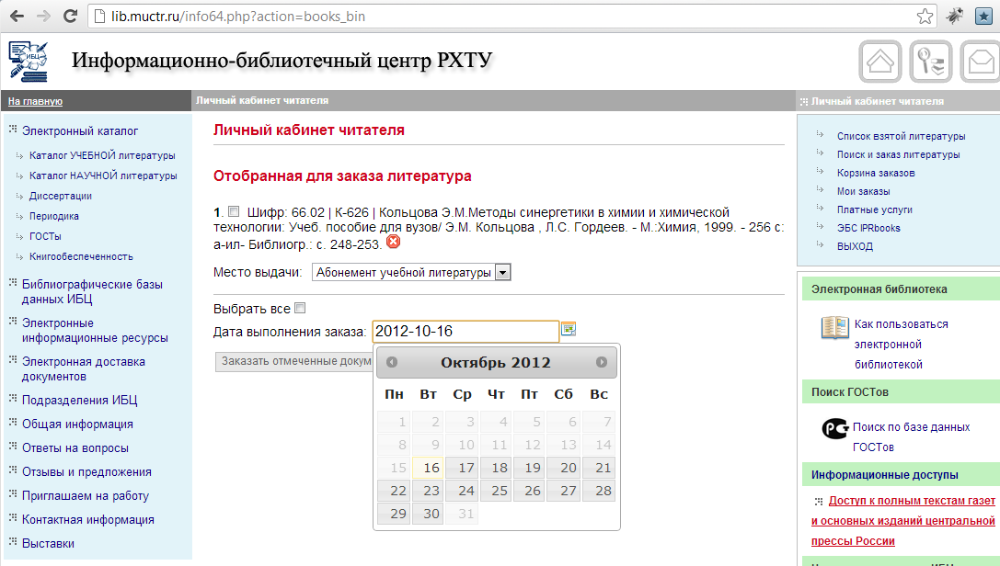 lib.muctr.ru/info64.php?action=books_bin
ИБЦ
Информационно-библиотечный центр РХТУ
На главную
Личный кабинет читателя
Личный кабинет читателя
Электронный каталог
Каталог УЧЕБНОЙ литературы
Каталог НАУЧНОЙ литературы
Диссертации
Периодика
ГОСТы
Книгообеспеченность
Библиографические базы
данных ИБЦ
Электронные
информационные ресурсы
Электронная доставка
документов
Подразделения ИБЦ
Общая информация
Ответы на вопросы
Отзывы и предложения
Приглашаем на работу
Контактная информация
Выставки
Личный кабинет читателя
Отобранная для заказа литература
1. Шифр: 66.02 | К-626 | Кольцова Э.М.Методы синергетики в химии и химической
технологии: Учеб. пособие для вузов/ Э.М. Кольцова , Л.С. Гордеев. - М.:Химия, 1999. - 256 с:
а-ил- Библиогр.: с. 248-253.
Место выдачи: Абонемент учебной литературы
Выбрать все
Дата выполнения заказа: 2012-10-16
Заказать отмеченные докум
Октябрь 2012
Пн Вт Ср Чт Пт Сб Вс
1 2 3 4 5 6 7
8 9 10 11 12 13 14
15 16 17 18 19 20 21
22 23 24 25 26 27 28
29 30 31
Список взятой литературы
Поиск и заказ литературы
Корзина заказов
Мои заказы
Платные услуги
ЭБС IPRbooks
ВЫХОД
Электронная библиотека
Как пользоваться
электронной
библиотекой
Поиск ГОСТов
Поиск по базе данных
ГОСТов
Информационные доступы
Доступ к полным текстам газет
и основных изданий центральной
прессы России